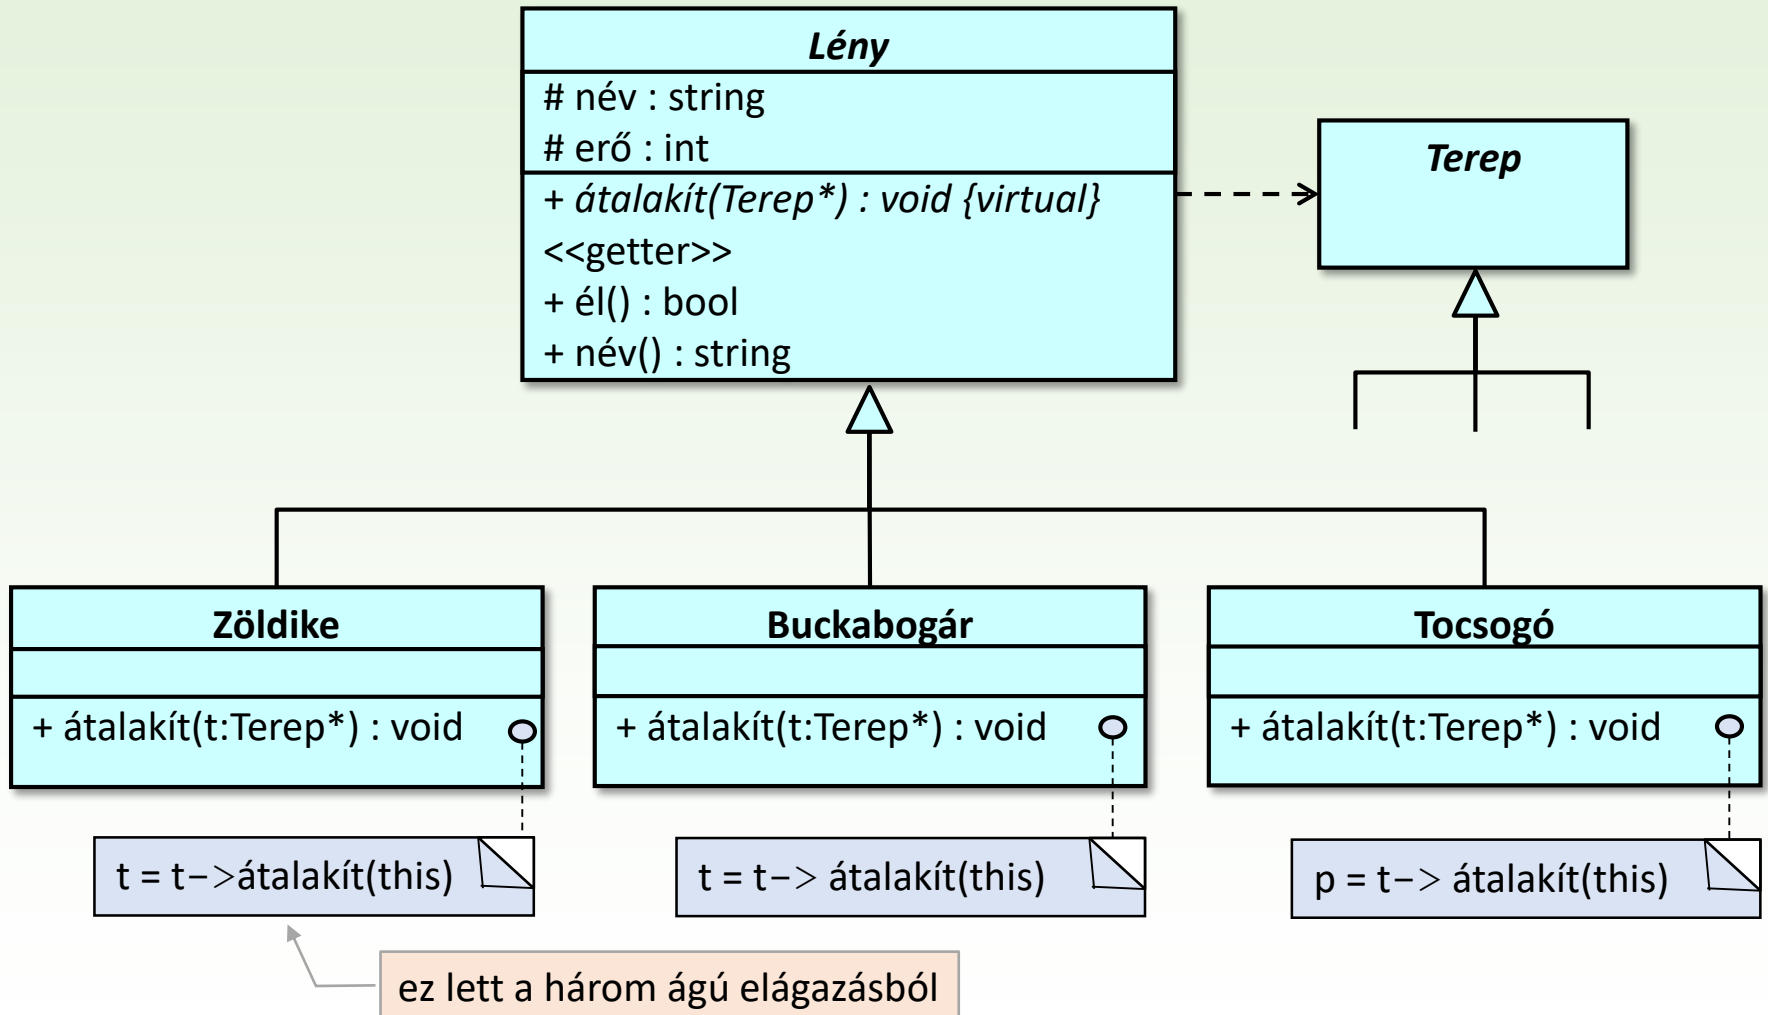 Lény
# név : string
# erő : int
+ átalakít(Terep*) : void {virtual}
<<getter>>
+ él() : bool
+ név() : string
Terep
Zöldike
+ átalakít(t:Terep*) : void
Buckabogár
+ átalakít(t:Terep*) : void
Tocsogó
+ átalakít(t:Terep*) : void
t = t−>átalakít(this)
t = t−> átalakít(this)
p = t−> átalakít(this)
ez lett a három ágú elágazásból